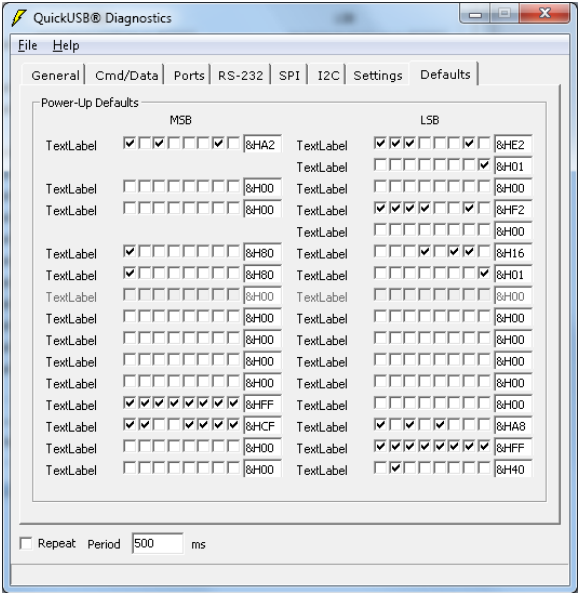 QuickUSB® Diagnostics
File Help
General Cmd/Data Ports RS-232 SPI I2C Settings Defaults
Power-Up Defaults
MSB LSB
TextLabel &HA2 TextLabel &HE2
TextLabel &H01
TextLabel &H00 TextLabel &H00
TextLabel &H00 TextLabel &HF2
TextLabel &H00
TextLabel &H80 TextLabel &H16
TextLabel &H80 TextLabel &H01
TextLabel &H00 TextLabel &H00
TextLabel &H00 TextLabel &H00
TextLabel &H00 TextLabel &H00
TextLabel &H00 TextLabel &H00
TextLabel &H00 TextLabel &H00
TextLabel &HFF TextLabel &H00
TextLabel &HCF TextLabel &HA8
TextLabel &H00 TextLabel &HFF
TextLabel &H00 TextLabel &H40
Repeat Period 500 ms